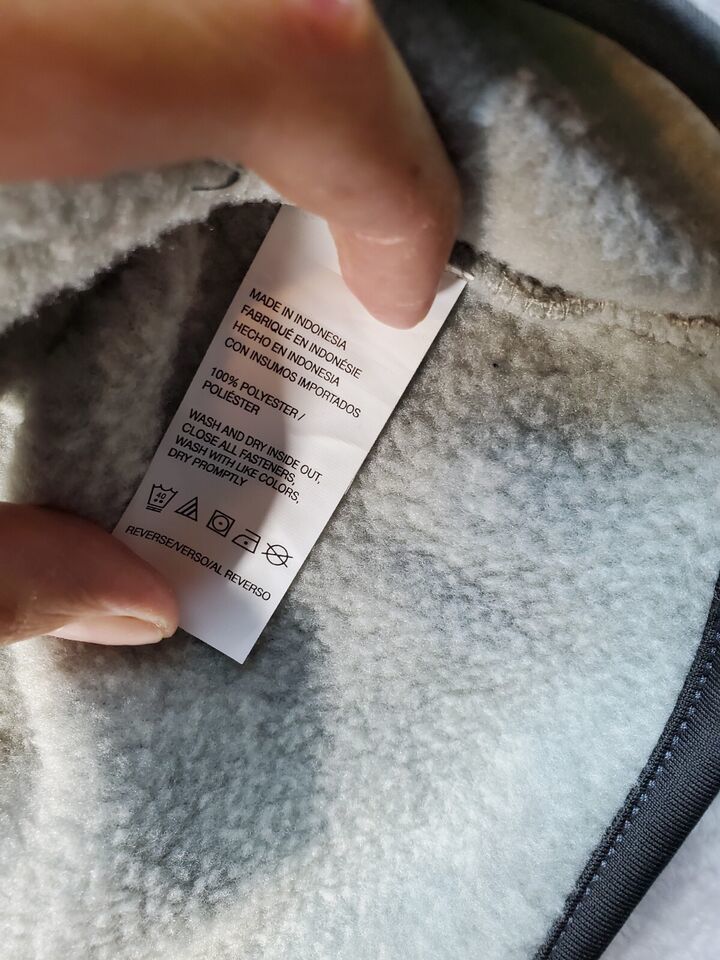 MADE IN INDONESIA
FABRIQUÉ EN INDONÉSIE
HECHO EN INDONESIA
CON INSUMOS IMPORTADOS
100% POLYESTER /
POLIÉSTER
WASH AND DRY INSIDE OUT,
CLOSE ALL FASTENERS,
WASH WITH LIKE COLORS,
DRY PROMPTLY
40
REVERSE/VERSO/AL REVERSO